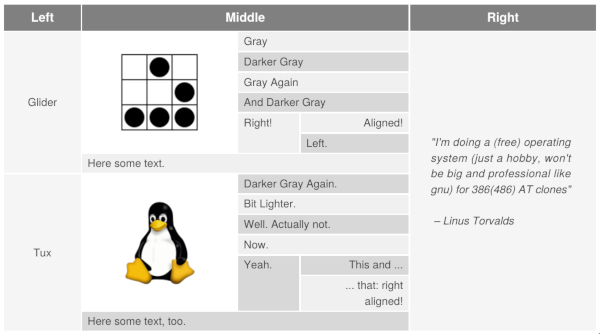 Left
Middle
Right
Glider
Gray
Darker Gray
Gray Again
And Darker Gray
Right!
Aligned!
Left.
Here some text.
Tux
Darker Gray Again.
Bit Lighter.
Well. Actually not.
Now.
Yeah.
This and ...
... that: right
aligned!
Here some text, too.
"I'm doing a (free) operating
system (just a hobby, won't
be big and professional like
gnu) for 386(486) AT clones"
– Linus Torvalds